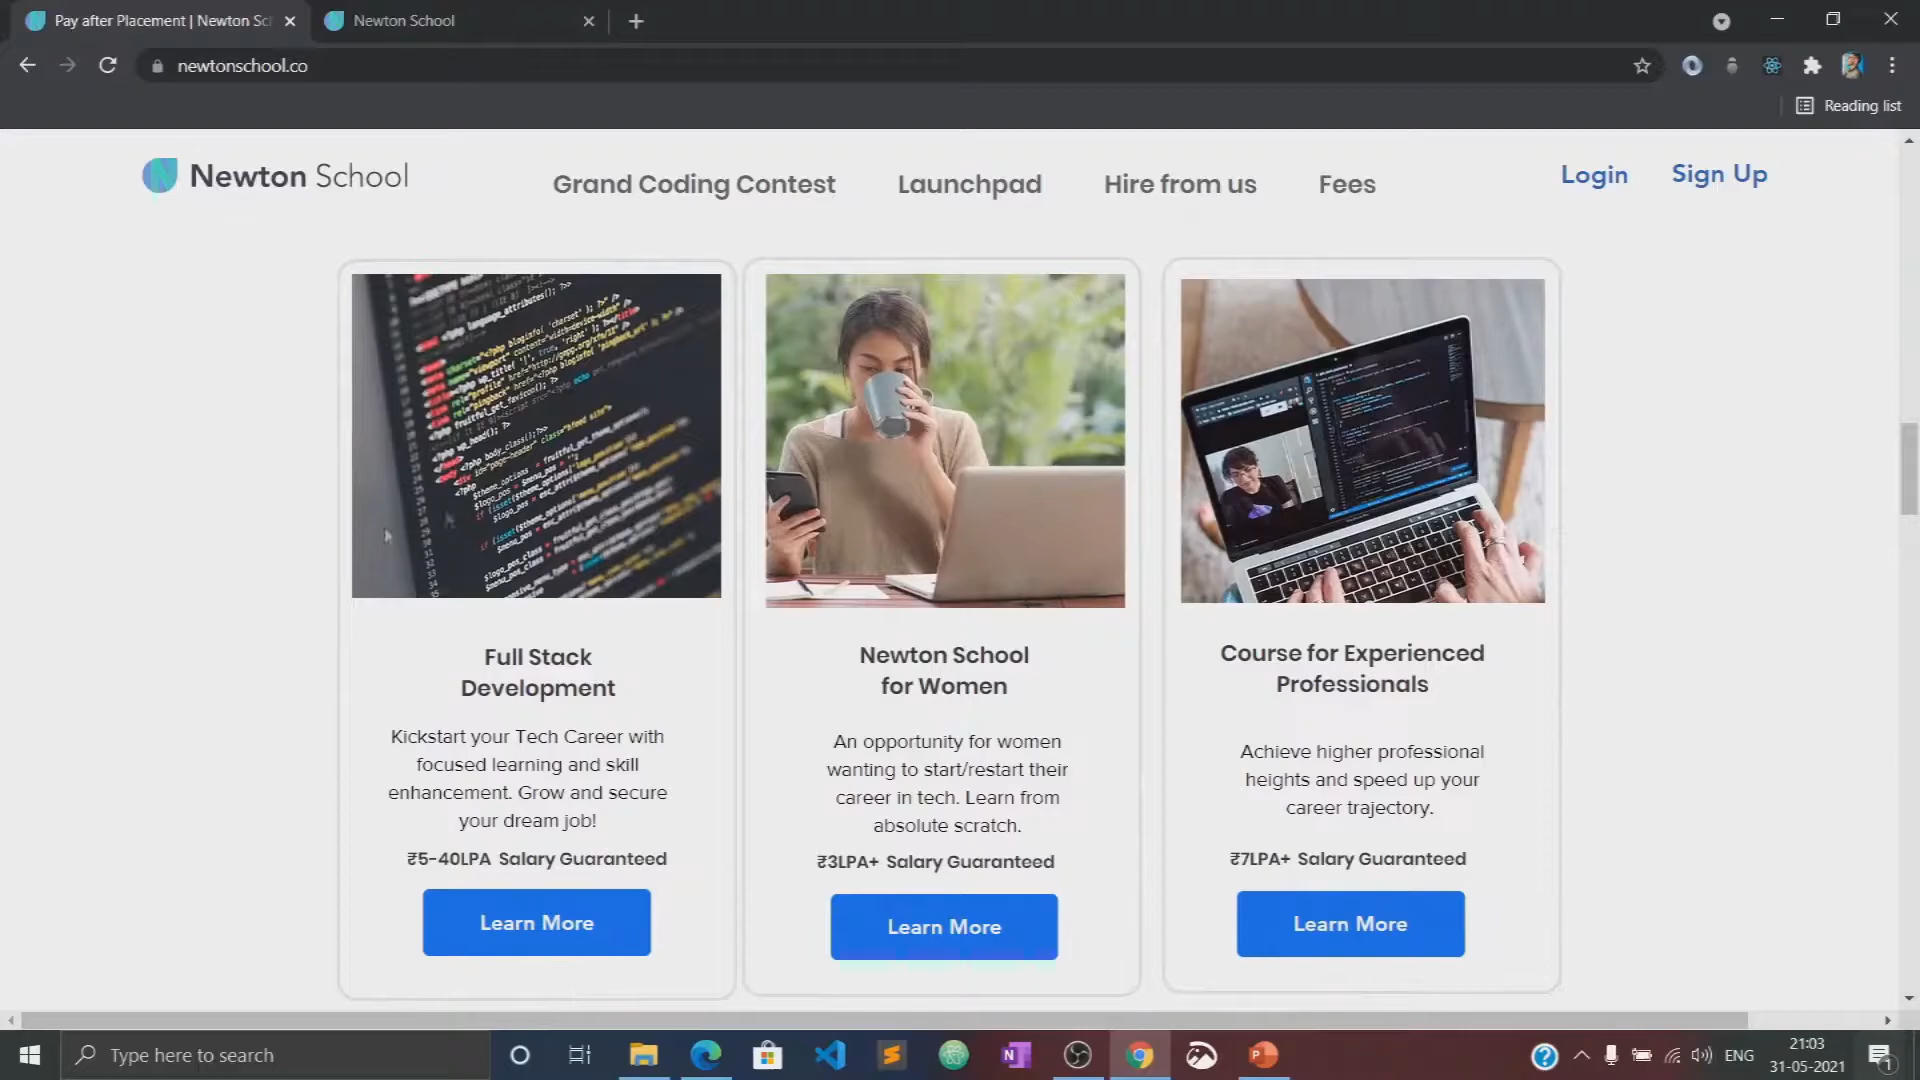 Pay after Placement | Newton Sc
Newton School
newtonschool.co
Reading list
Newton School
Grand Coding Contest
Launchpad
Hire from us
Fees
Login
Sign Up
Full Stack
Development
Kickstart your Tech Career with
focused learning and skill
enhancement. Grow and secure
your dream job!
₹5-40LPA Salary Guaranteed
Learn More
Newton School
for Women
An opportunity for women
wanting to start/restart their
career in tech. Learn from
absolute scratch.
₹3LPA+ Salary Guaranteed
Learn More
Course for Experienced
Professionals
Achieve higher professional
heights and speed up your
career trajectory.
₹7LPA+ Salary Guaranteed
Learn More
Type here to search
ENG
21:03
31-05-2021
1